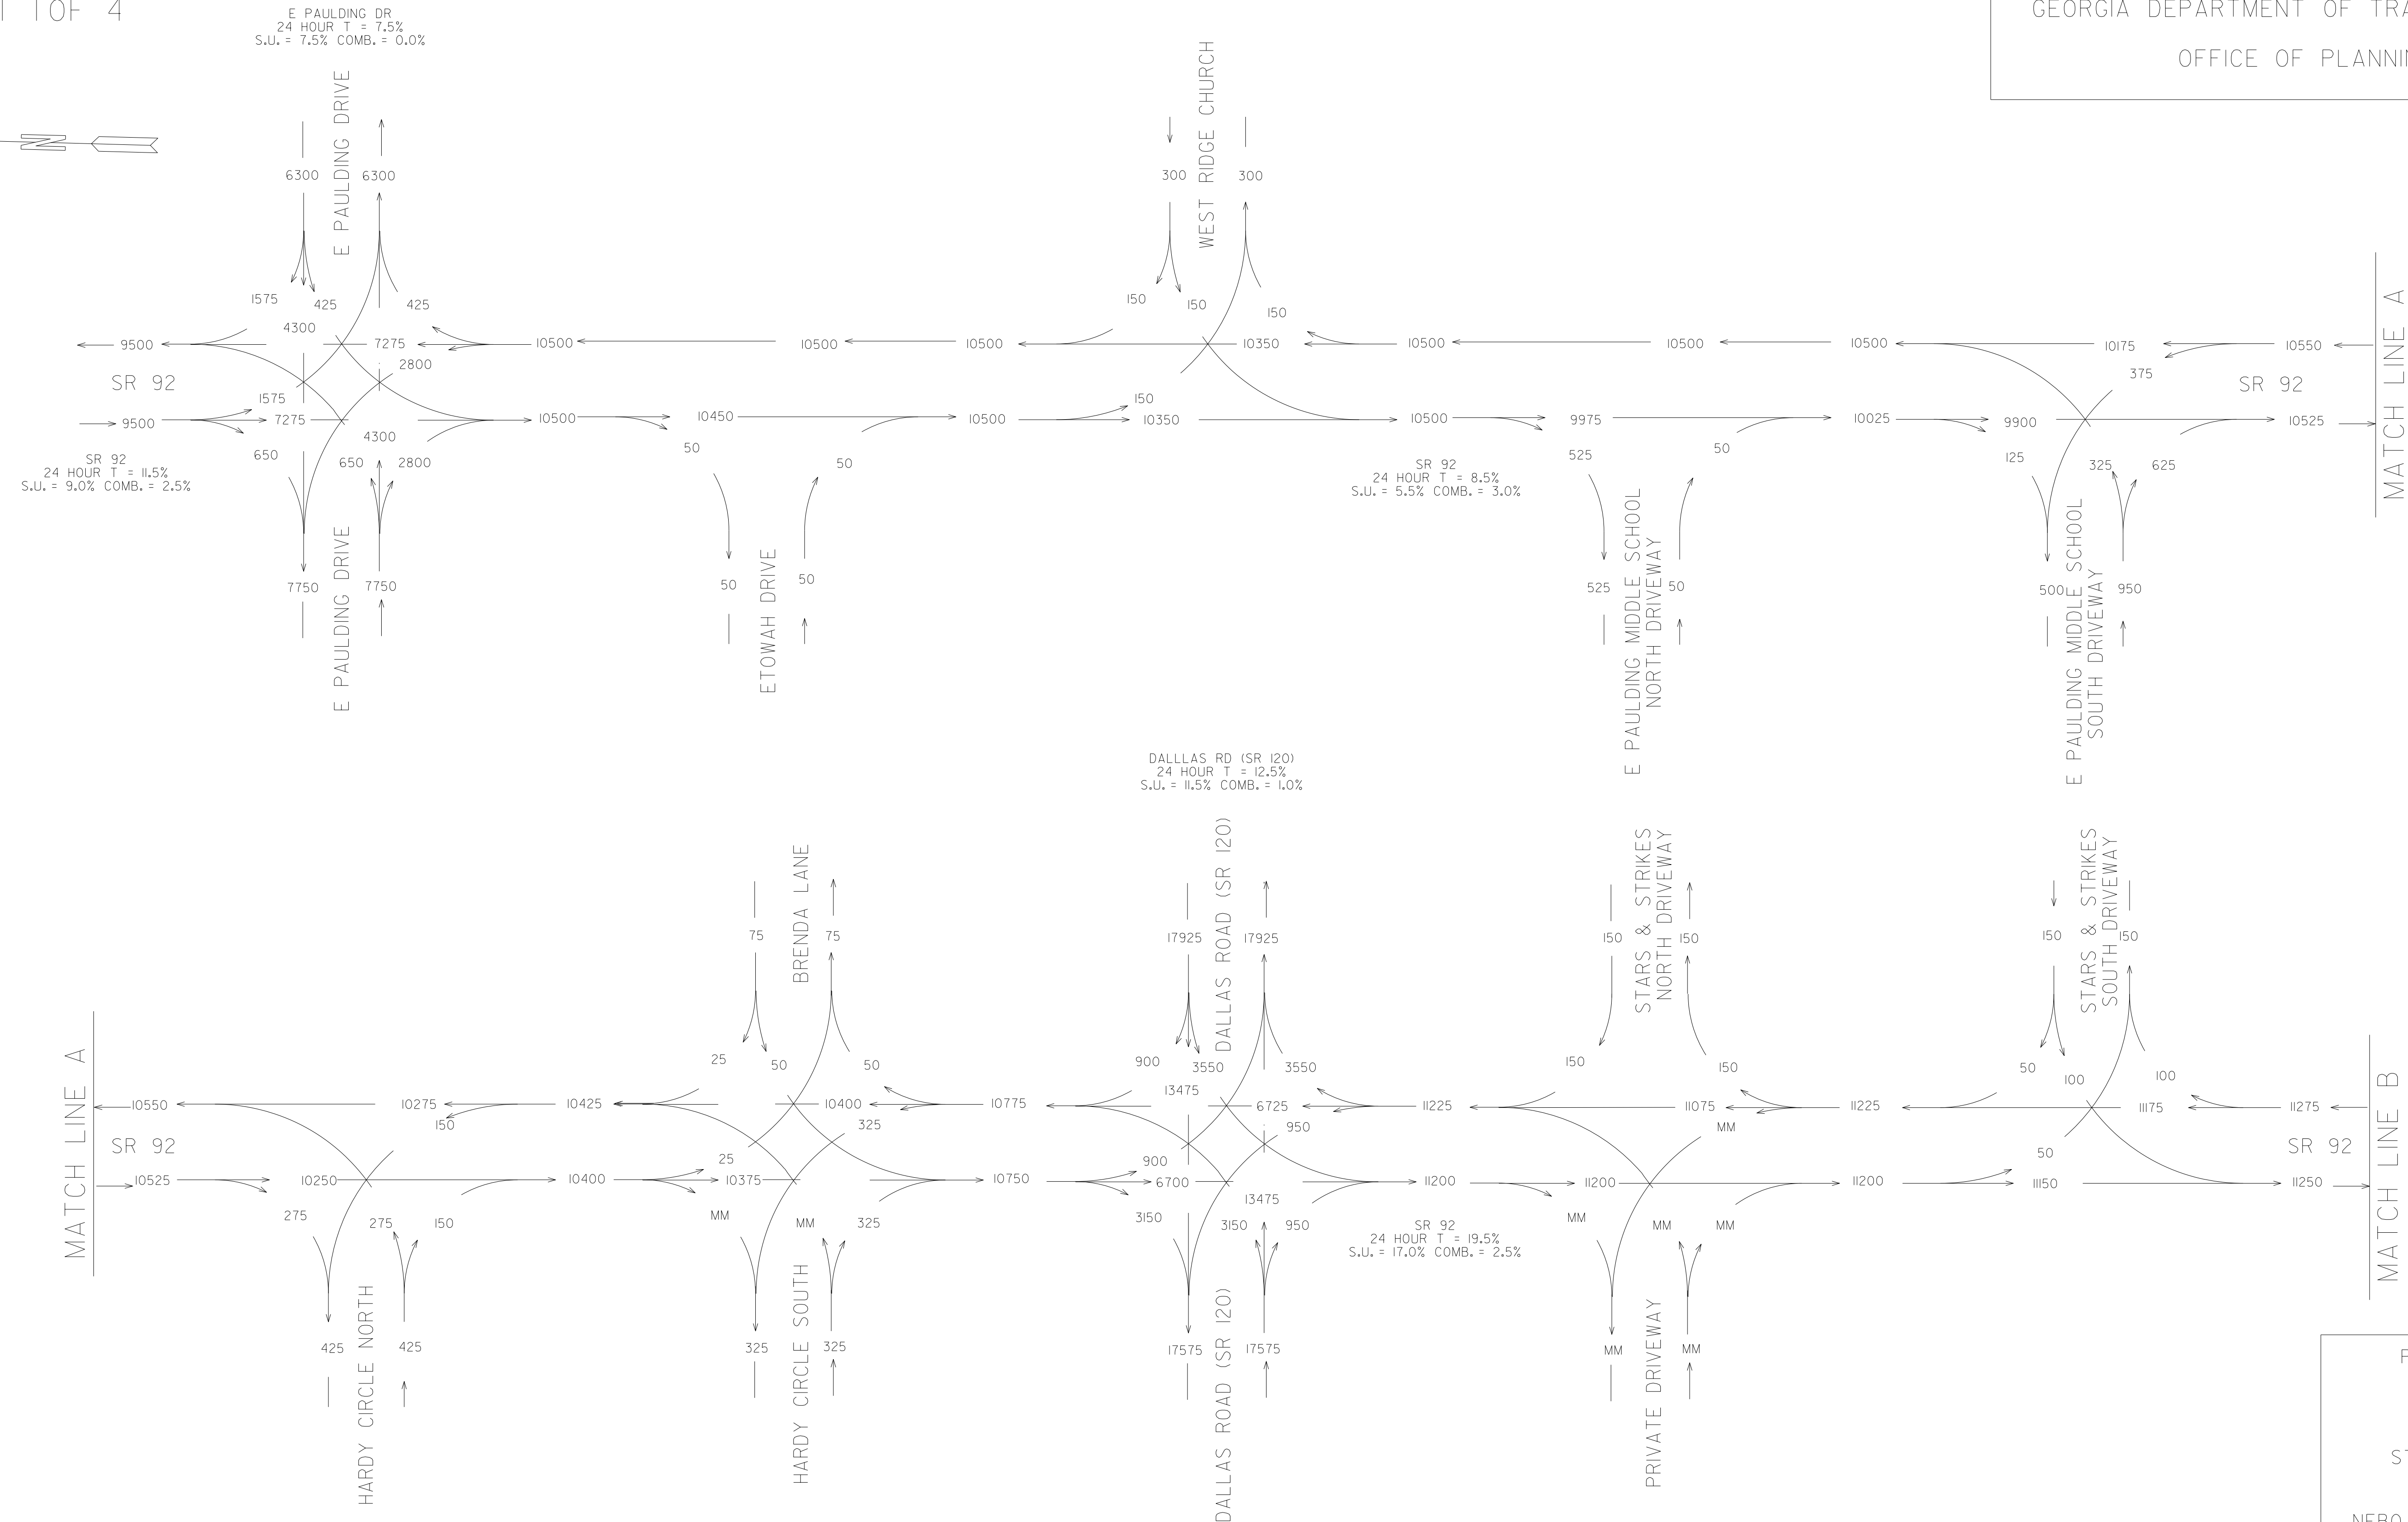 1 OF 4
GEORGIA DEPARTMENT OF
OFFICE OF
E PAULDING DR
24 HOUR T = 7.5%
S.U. = 7.5% COMB. = 0.0%
N
E PAULDING DRIVE
6300 6300
1575 425 425
4300
9500 7275 10500
2800
SR 92
1575
9500 7275 10500
4300
650 650 2800
SR 92
24 HOUR T = 11.5%
S.U. = 9.0% COMB. = 2.5%
7750 7750
E PAULDING DRIVE
10500
10450
50 50
50 50
ETOWAH DRIVE
WEST RIDGE CHURCH
300 300
150 150 150
10500 10350 10500
150
10500 10350 10500
SR 92
24 HOUR T = 8.5%
S.U. = 5.5% COMB. = 3.0%
10500 10500
9975 10025
525 50
525 50
E PAULDING MIDDLE SCHOOL
NORTH DRIVEWAY
10175 10550
375
SR 92
9900 10525
125 325 625
500 950
E PAULDING MIDDLE SCHOOL
SOUTH DRIVEWAY
MATCH LINE A
MATCH LINE A
10550 10275 10425
150
SR 92
10525 10250 10400
275 275 150
425 425
HARDY CIRCLE NORTH
BRENDA LANE
75 75
25 50 50
10400 10775
325
25
10375 10750
MM MM 325
325 325
HARDY CIRCLE SOUTH
DALLLAS RD (SR 120)
24 HOUR T = 12.5%
S.U. = 11.5% COMB. = 1.0%
DALLAS ROAD (SR 120)
17925 17925
900 3550 3550
13475
6725 11225
950
900
6700 11200
13475
3150 3150 950
SR 92
24 HOUR T = 19.5%
S.U. = 17.0% COMB. = 2.5%
17575 17575
DALLAS ROAD (SR 120)
STARS & STRIKES
NORTH DRIVEWAY
150 150
150 150
11075 11225
MM
11200 11200
MM MM MM
MM MM
PRIVATE DRIVEWAY
STARS & STRIKES
SOUTH DRIVEWAY
150 150
50 100 100
11175 11275
SR 92
50
11150 11250
MATCH LINE B